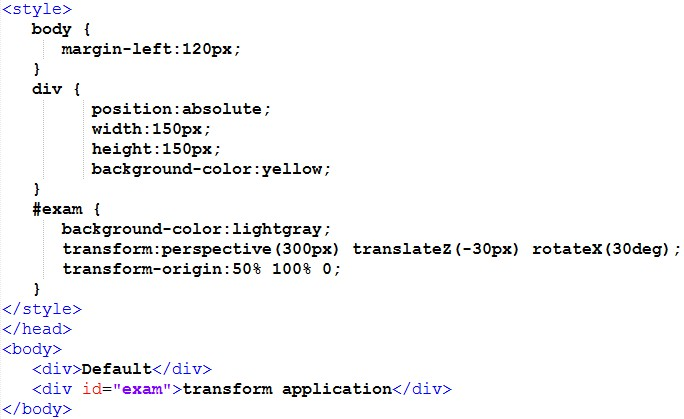 <style>
body {
margin-left:120px;
}
div {
position:absolute;
width:150px;
height:150px;
background-color:yellow;
}
#exam {
background-color:lightgray;
transform:perspective(300px) translateZ(-30px) rotateX(30deg);
transform-origin:50% 100% 0;
}
</style>
</head>
<body>
<div>Default</div>
<div id="exam">transform application</div>
</body>